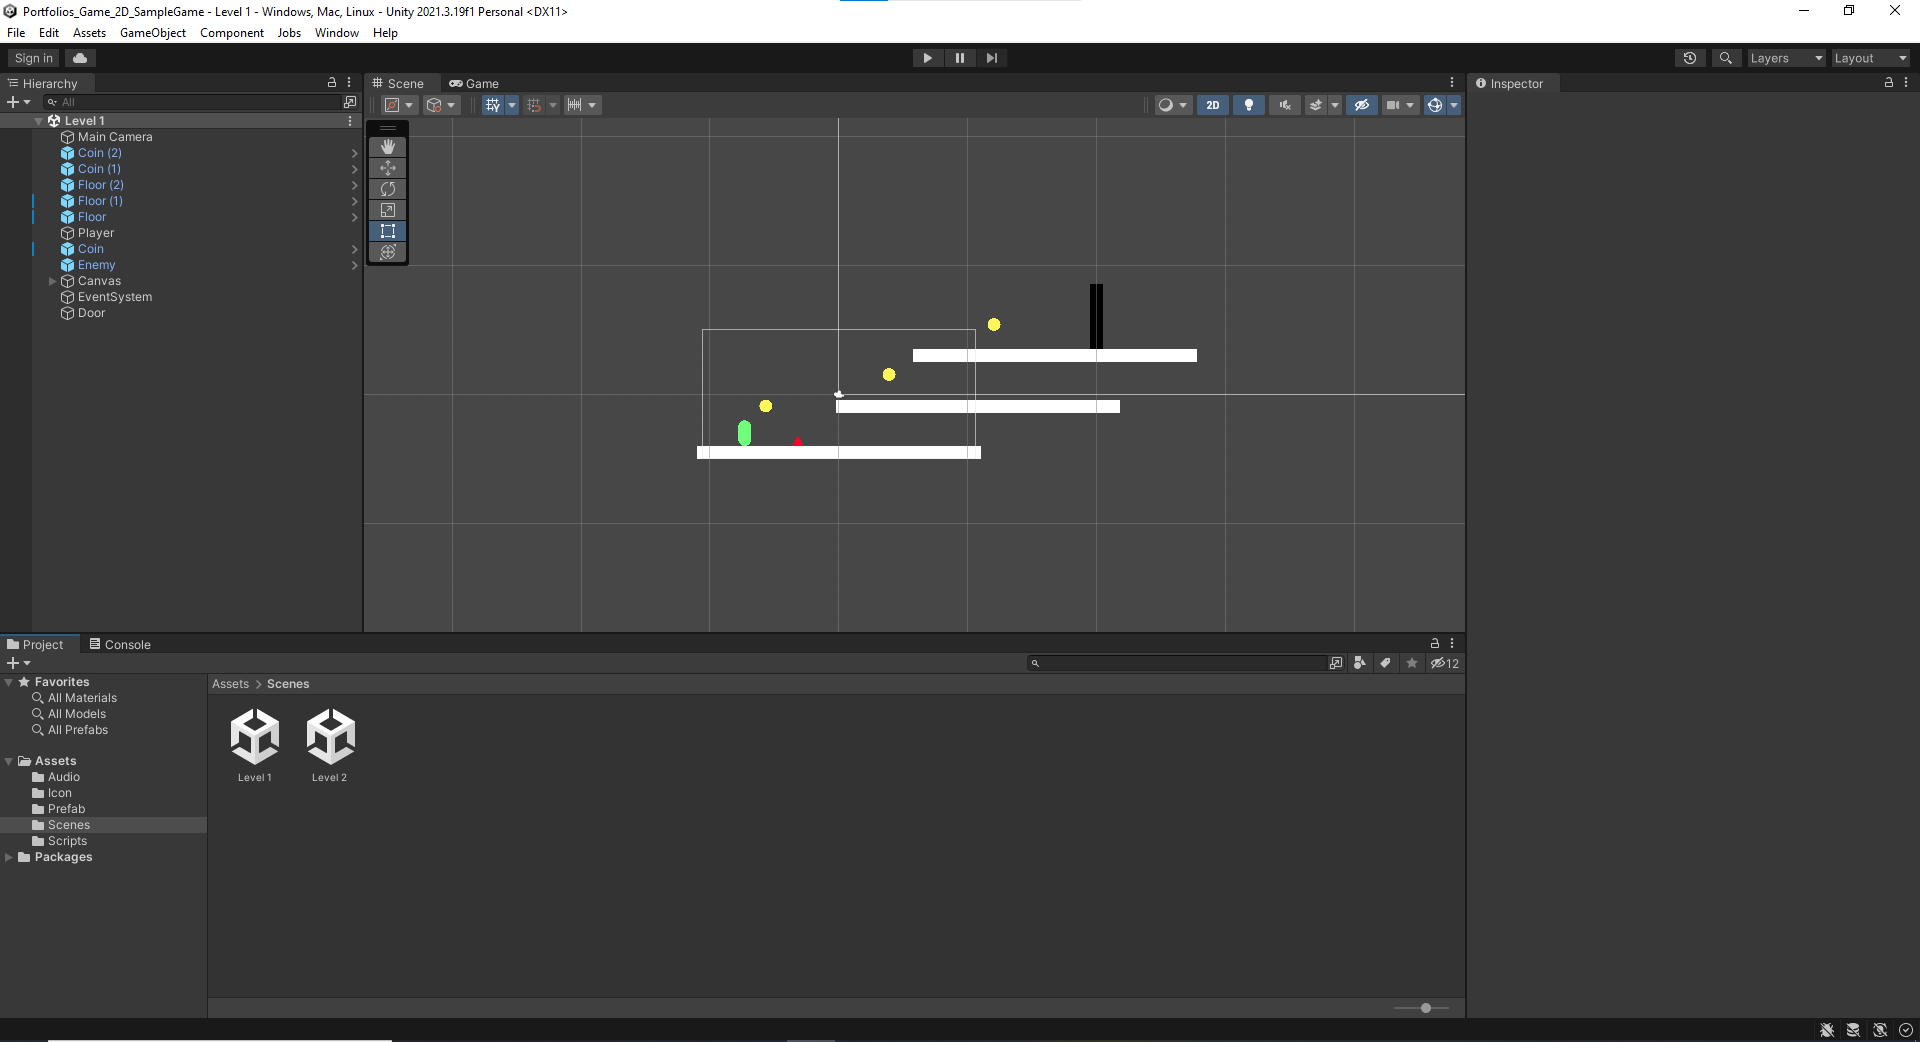 Portfolios_Game_2D_SampleGame - Level 1 - Windows, Mac, Linux - Unity 2021.3.19f1 Personal <DX11>
File Edit Assets GameObject Component Jobs Window Help
Sign in
Layers Layout
Hierarchy
All
Level 1
Main Camera
Coin (2)
Coin (1)
Floor (2)
Floor (1)
Floor
Player
Coin
Enemy
Canvas
EventSystem
Door
Scene Game
2D
Inspector
Project Console
12
Favorites
All Materials
All Models
All Prefabs
Assets
Audio
Icon
Prefab
Scenes
Scripts
Packages
Assets > Scenes
Level 1 Level 2